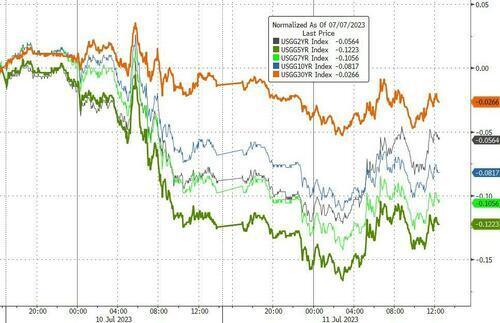 Normalized As Of 07/07/2023
Last Price
USGG2YR Index -0.0564
USGG5YR Index -0.1223
USGG7YR Index -0.1056
USGG10YR Index -0.0817
USGG30YR Index -0.0266
0.05
0.00
-0.0266
-0.05
-0.0564
-0.0817
-0.10
-0.1056
-0.1223
-0.15
20:00 00:00 04:00 08:00 12:00 20:00 00:00 04:00 08:00 12:00
10 Jul 2023 11 Jul 2023